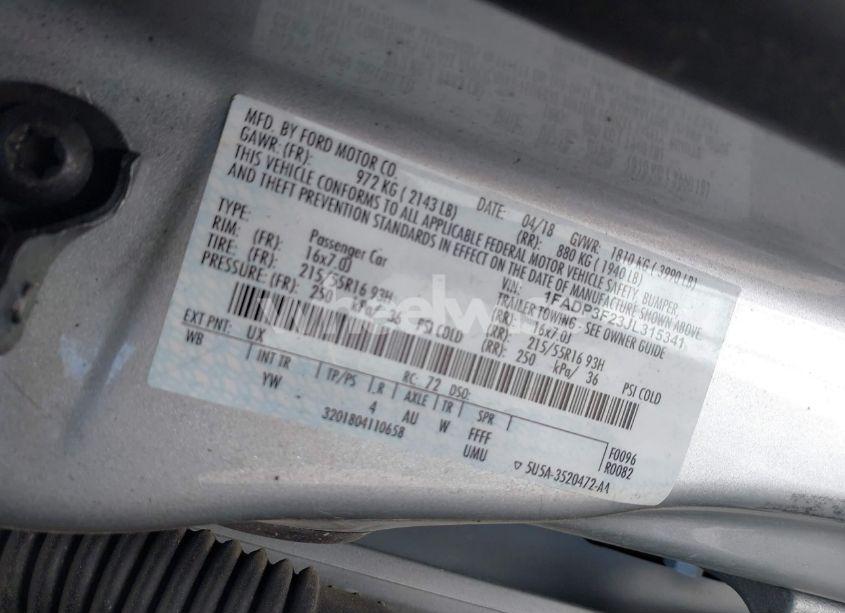 MFD. BY FORD MOTOR CO.
DATE: 04/18 GVWR: 1810 KG ( 3990 LB)
GAWR: (FR): 972 KG ( 2143 LB) (RR): 880 KG ( 1940 LB)
THIS VEHICLE CONFORMS TO ALL APPLICABLE FEDERAL MOTOR VEHICLE SAFETY, BUMPER,
AND THEFT PREVENTION STANDARDS IN EFFECT ON THE DATE OF MANUFACTURE SHOWN ABOVE
VIN: 1FADP3F23JL315341
TYPE: Passenger Car TRAILER TOWING: SEE OWNER GUIDE
RIM: (FR): 16x7.0J (RR): 16x7.0J
TIRE: (FR): 215/55R16 93H (RR): 215/55R16 93H
PRESSURE: (FR): 250 kPa/ 36 PSI COLD (RR): 250 kPa/ 36 PSI COLD
wheelwi
EXT PNT: UX RC: 72 DSO:
WB INT TR TP/PS R AXLE TR SPR
YW 4 AU W FFFF F0096
3201804110658 UMU R0082
5U5A-3520472-AA